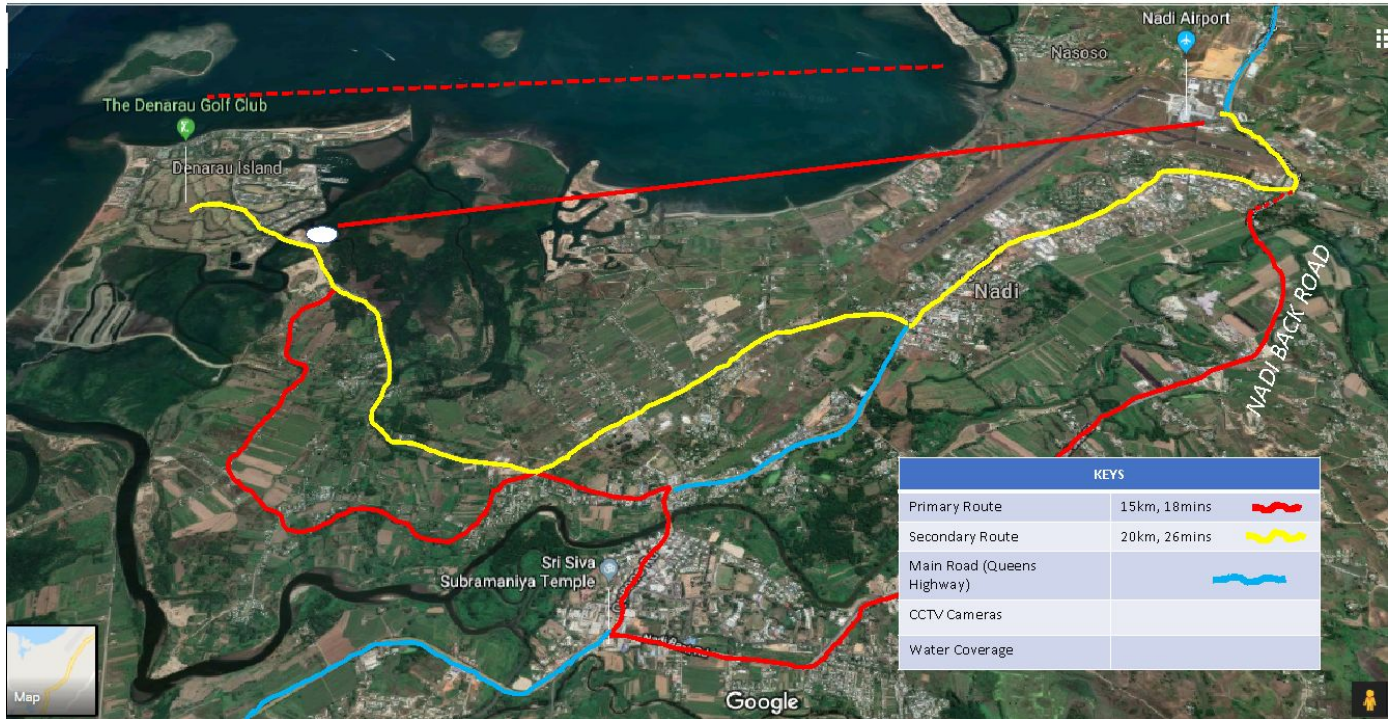 Nadi Airport
Nasoso
The Denarau Golf Club
Denarau Island
Nadi
NADI BACK ROAD
KEYS
Primary Route 15km, 18mins
Secondary Route 20km, 26mins
Main Road (Queens
Highway)
CCTV Cameras
Water Coverage
Sri Siva
Subramaniya Temple
Map
Google